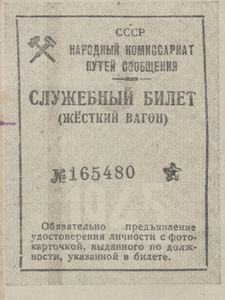 СССР
НАРОДНЫЙ КОМИССАРИАТ
ПУТЕЙ СООБЩЕНИЯ
СЛУЖЕБНЫЙ БИЛЕТ
(ЖЁСТКИЙ ВАГОН)
№165480
Обязательно предъявление
удостоверения личности с фото-
карточкой, выданного по долж-
ности, указанной в билете.